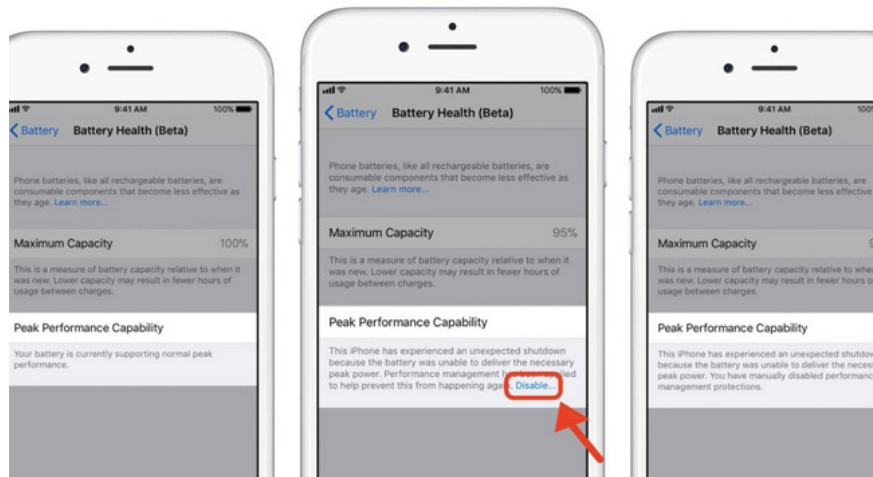 9:41 AM 100%
Battery Battery Health (Beta)
Phone batteries, like all rechargeable batteries, are
consumable components that become less effective as
they age. Learn more...
Maximum Capacity 100%
This is a measure of battery capacity relative to when it
was new. Lower capacity may result in fewer hours of
usage between charges.
Peak Performance Capability
Your battery is currently supporting normal peak
performance.
9:41 AM 100%
Battery Battery Health (Beta)
Phone batteries, like all rechargeable batteries, are
consumable components that become less effective as
they age. Learn more...
Maximum Capacity 95%
This is a measure of battery capacity relative to when it
was new. Lower capacity may result in fewer hours of
usage between charges.
Peak Performance Capability
This iPhone has experienced an unexpected shutdown
because the battery was unable to deliver the necessary
peak power. Performance management has been applied
to help prevent this from happening again. Disable...
9:41 AM 100
Battery Battery Health (Beta)
Phone batteries, like all rechargeable batteries, are
consumable components that become less effective
they age. Learn more...
Maximum Capacity 9
This is a measure of battery capacity relative to when
was new. Lower capacity may result in fewer hours of
usage between charges.
Peak Performance Capability
This iPhone has experienced an unexpected shutdow
because the battery was unable to deliver the neces
peak power. You have manually disabled performanc
management protections.